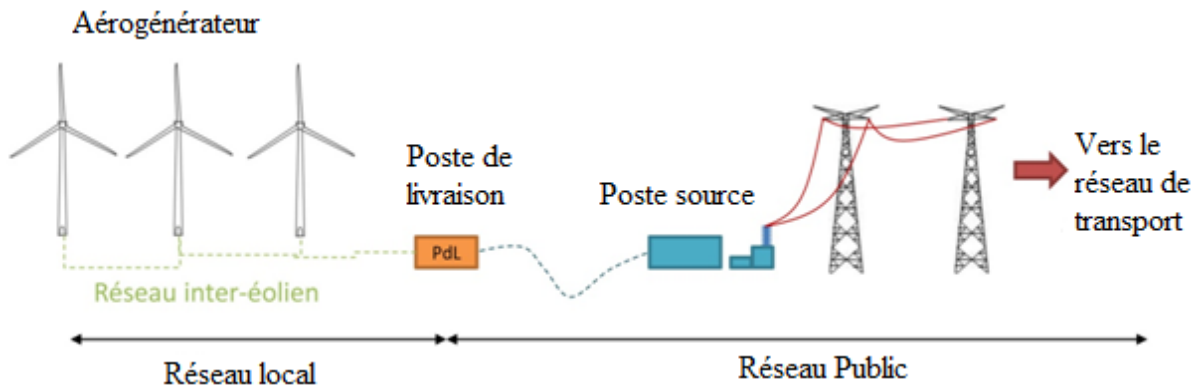 Aérogénérateur
Poste de
livraison
Poste source
Vers le
réseau de
transport
PdL
Réseau inter-éolien
Réseau local
Réseau Public